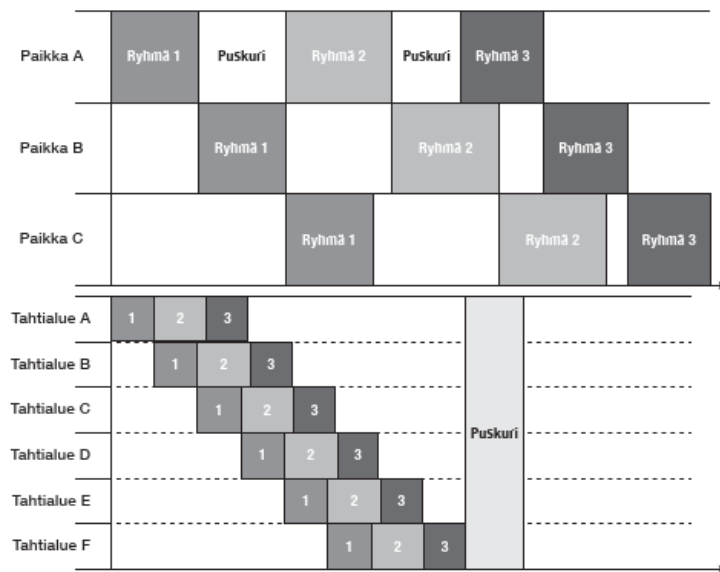 Paikka A
Ryhmä 1
Puskuri
Ryhmä 2
Puskuri
Ryhmä 3
Paikka B
Ryhmä 1
Ryhmä 2
Ryhmä 3
Paikka C
Ryhmä 1
Ryhmä 2
Ryhmä 3
Tahtialue A
1
2
3
Tahtialue B
1
2
3
Tahtialue C
1
2
3
Tahtialue D
1
2
3
Puskuri
Tahtialue E
1
2
3
Tahtialue F
1
2
3